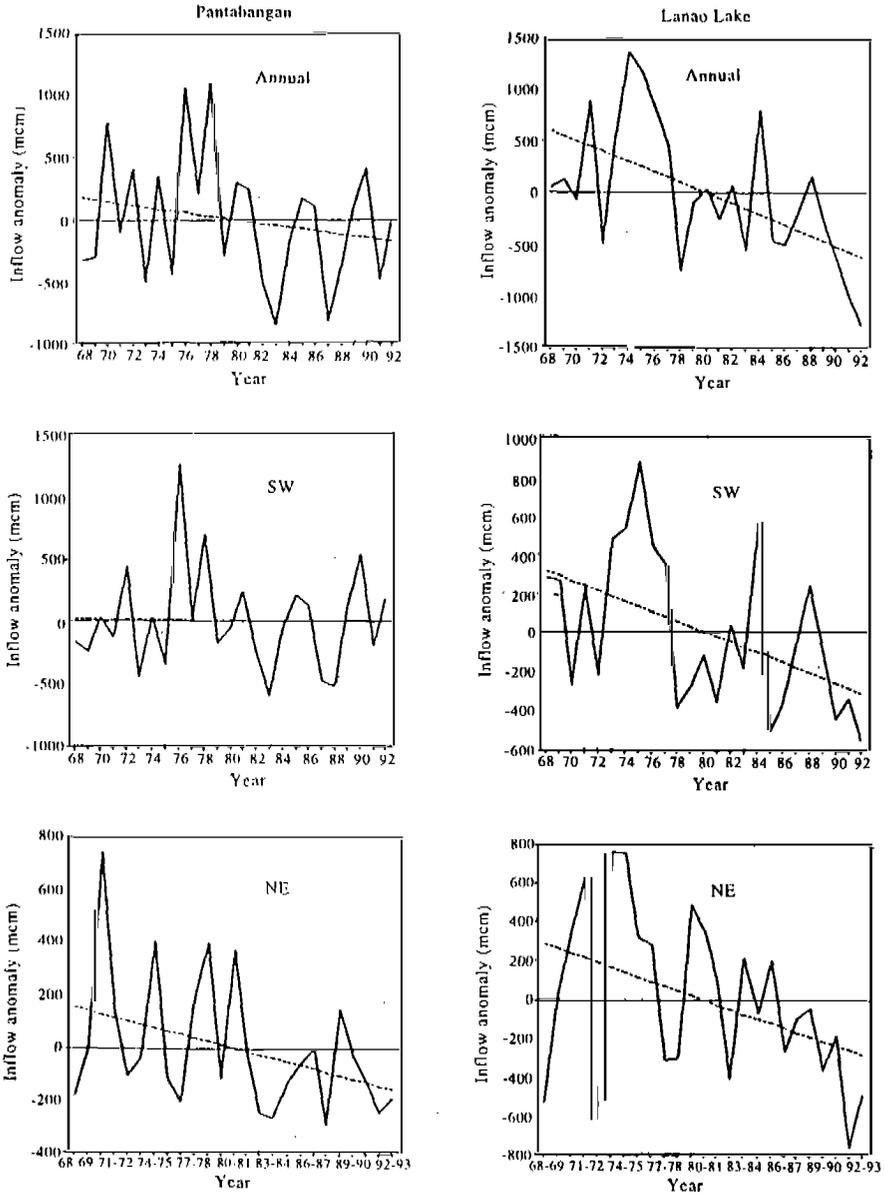 Pantabangan
1500
1000
500
0
-500
-1000
Inflow anomaly (mcm)
Annual
68 70 72 74 76 78 80 81 84 86 88 90 92
Year
Lanao Lake
1500
1000
500
0
-500
-1000
-1500
Inflow anomaly (mcm)
Annual
68 70 72 74 76 78 80 82 84 86 88 90 92
Year
1500
1000
500
0
-500
-1000
Inflow anomaly (mcm)
SW
68 70 72 74 76 78 80 81 84 86 88 90 92
Year
1000
800
600
400
200
0
-200
-400
-600
Inflow anomaly (mcm)
SW
68 70 72 74 76 78 80 82 84 86 88 90 92
Year
800
600
400
200
0
-200
-400
Inflow anomaly (mcm)
NE
68 69 71-72 74-75 77-78 80-81 83-84 86-87 89-90 92-93
Year
800
600
400
200
0
-200
-400
-600
-800
Inflow anomaly (mcm)
NE
68-69 71-72 74-75 77-78 80-81 83-84 86-87 89-90 92-93
Year